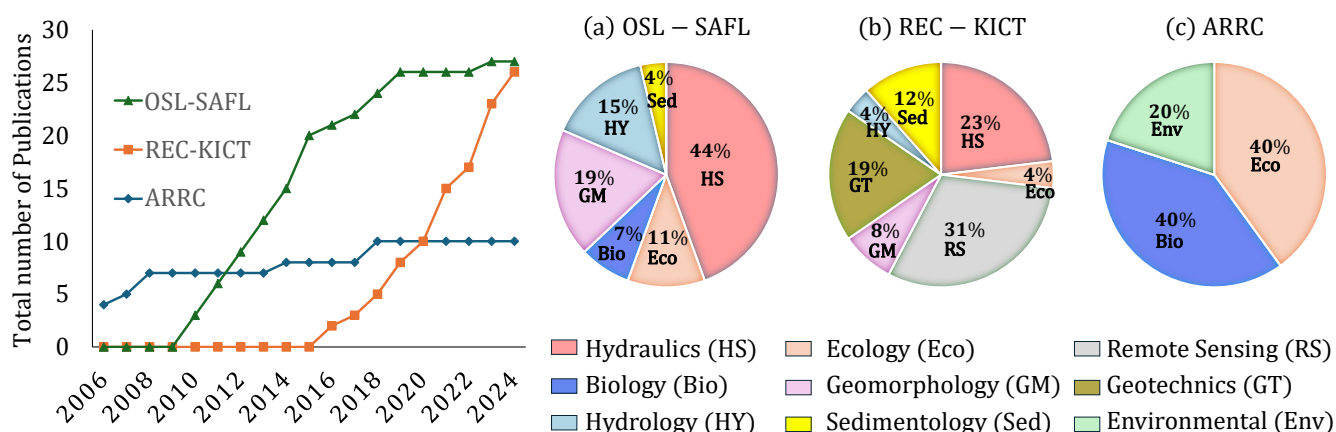 Total number of Publications
30
25
20
15
10
5
0
OSL-SAFL
REC-KICT
ARRC
2006
2008
2010
2012
2014
2016
2018
2020
2022
2024
(a) OSL – SAFL
4%
Sed
15%
HY
44%
HS
19%
GM
7%
Bio
11%
Eco
(b) REC – KICT
12%
Sed
4%
HY
23%
HS
19%
GT
4%
Eco
8%
GM
31%
RS
(c) ARRC
20%
Env
40%
Eco
40%
Bio
Hydraulics (HS)
Ecology (Eco)
Remote Sensing (RS)
Biology (Bio)
Geomorphology (GM)
Geotechnics (GT)
Hydrology (HY)
Sedimentology (Sed)
Environmental (Env)